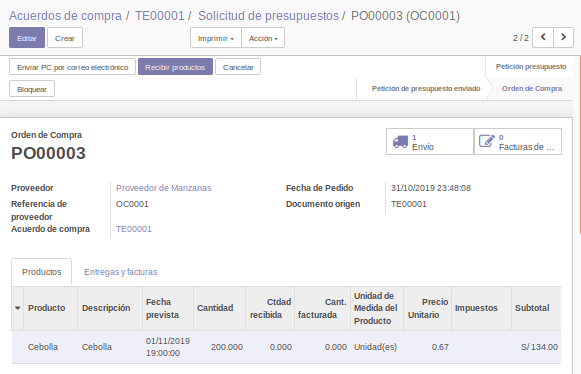 Acuerdos de compra / TE00001 / Solicitud de presupuestos / PO00003 (OC0001)
Editar Crear Imprimir Acción 2 / 2
Enviar PC por correo electrónico Recibir productos Cancelar Petición presupuesto
Bloquear Petición de presupuesto enviado Orden de Compra
Orden de Compra
PO00003
1 Envío
0 Facturas de ...
Proveedor Proveedor de Manzanas Fecha de Pedido 31/10/2019 23:48:08
Referencia de proveedor OC0001 Documento origen TE00001
Acuerdo de compra TE00001
Productos Entregas y facturas
Producto Descripción Fecha prevista Cantidad Ctdad recibida Cant. facturada Unidad de Medida del Producto Precio Unitario Impuestos Subtotal
Cebolla Cebolla 01/11/2019 19:00:00 200.000 0.000 0.000 Unidad(es) 0.67 S/ 134.00